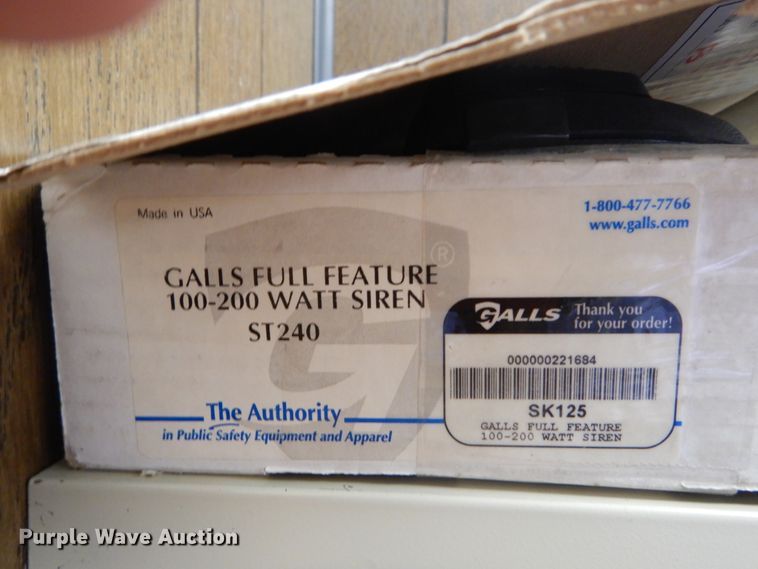 Made in USA
1-800-477-7766
www.galls.com
®
GALLS FULL FEATURE
100-200 WATT SIREN
ST240
GALLS Thank you
for your order!
000000221684
SK125
GALLS FULL FEATURE
100-200 WATT SIREN
The Authority
in Public Safety Equipment and Apparel
Purple Wave Auction